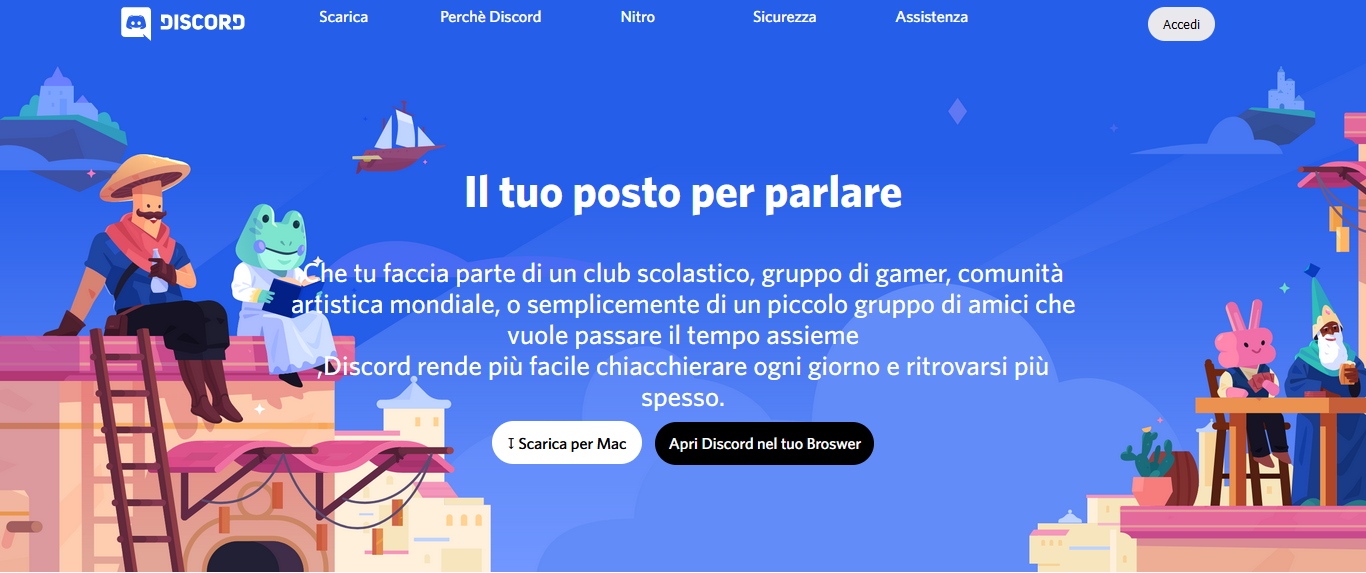 DISCORD
Scarica
Perchè Discord
Nitro
Sicurezza
Assistenza
Accedi
Il tuo posto per parlare
Che tu faccia parte di un club scolastico, gruppo di gamer, comunità
artistica mondiale, o semplicemente di un piccolo gruppo di amici che
vuole passare il tempo assieme
,Discord rende più facile chiacchierare ogni giorno e ritrovarsi più
spesso.
Scarica per Mac
Apri Discord nel tuo Broswer